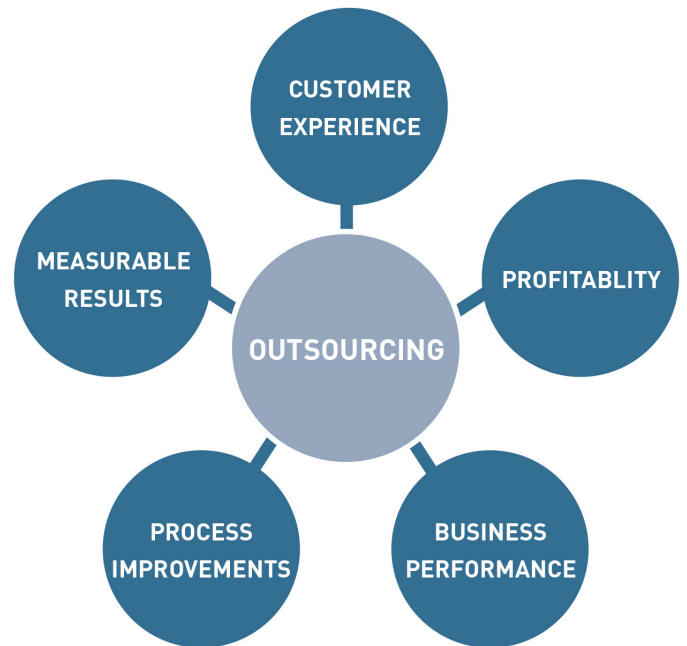 CUSTOMER
EXPERIENCE
MEASURABLE
RESULTS
PROFITABLITY
OUTSOURCING
PROCESS
IMPROVEMENTS
BUSINESS
PERFORMANCE